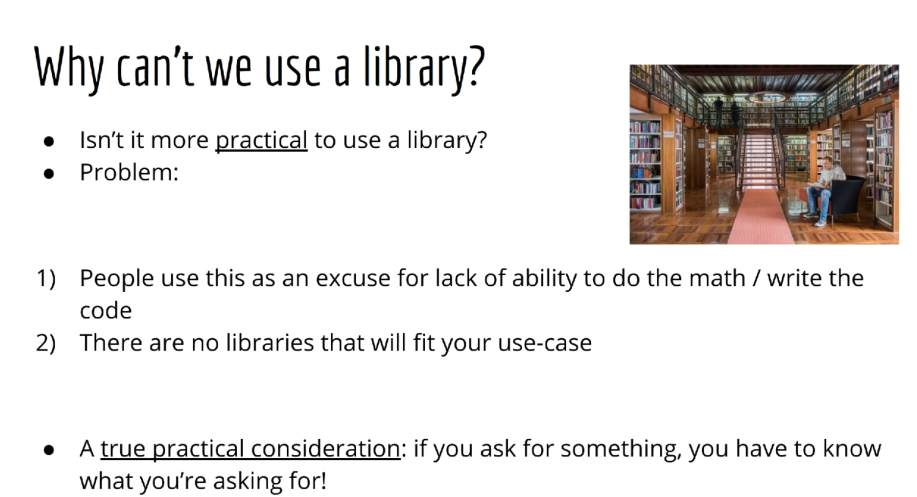 Why can't we use a library?
● Isn't it more practical to use a library?
● Problem:
1) People use this as an excuse for lack of ability to do the math / write the
code
2) There are no libraries that will fit your use-case
● A true practical consideration: if you ask for something, you have to know
what you're asking for!